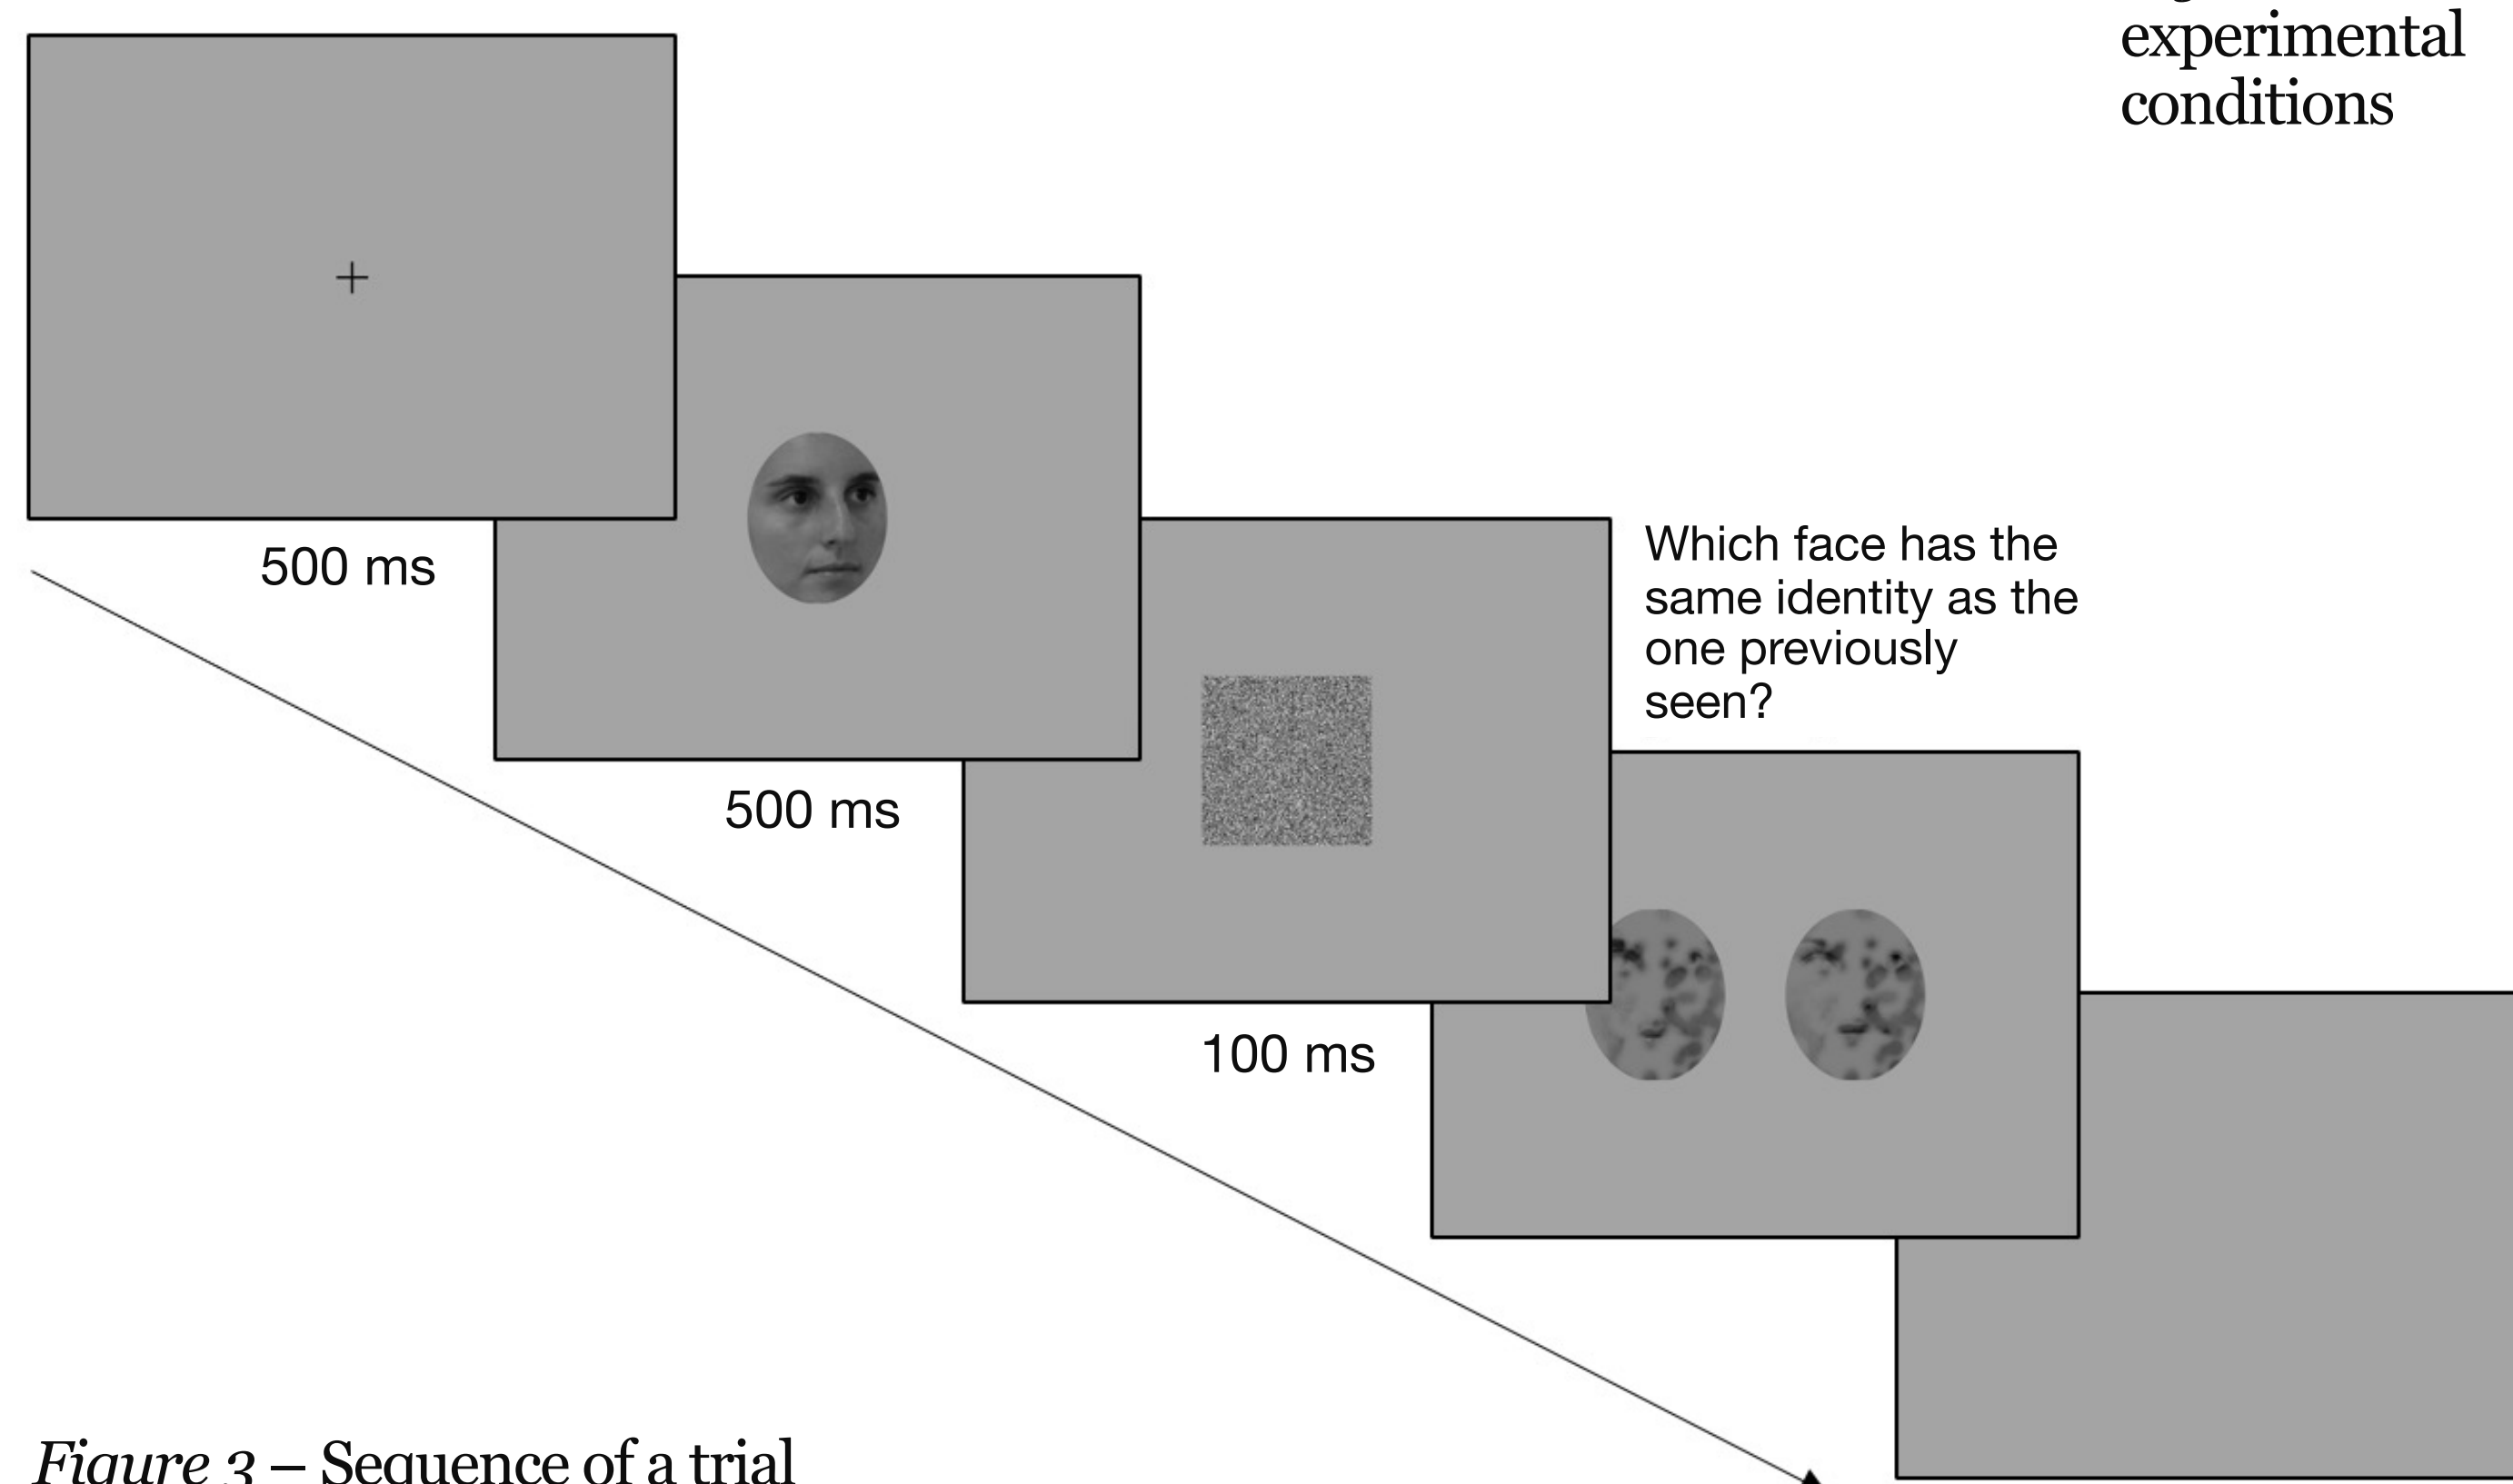 experimental
conditions
500 ms
500 ms
Which face has the
same identity as the
one previously
seen?
100 ms
Figure 3 – Sequence of a trial